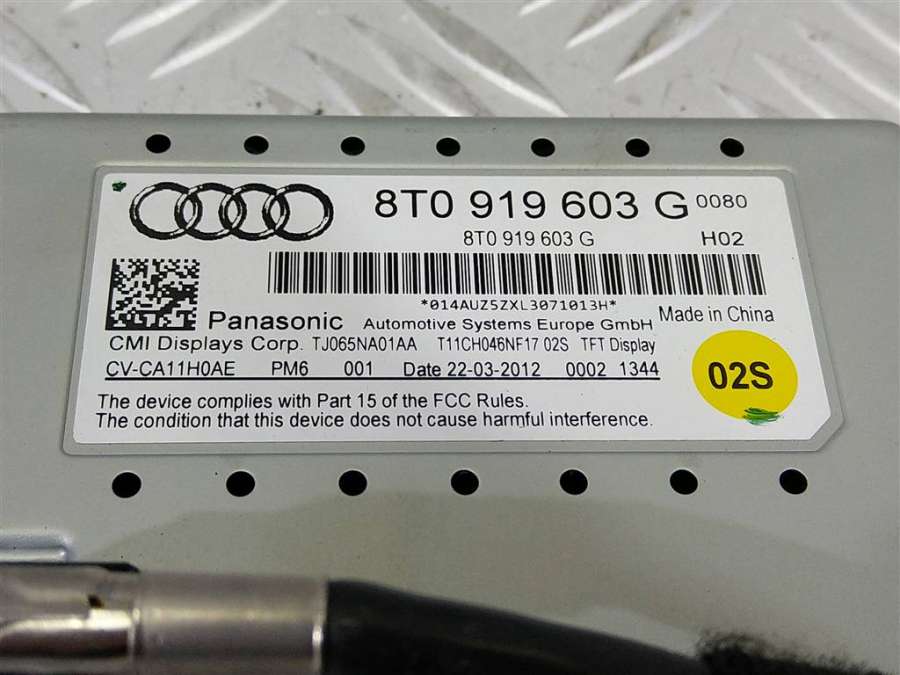 8T0 919 603 G 0080
8T0 919 603 G H02
*014AUZ5ZXL3071013H*
Panasonic Automotive Systems Europe GmbH Made in China
CMI Displays Corp. TJ065NA01AA T11CH046NF17 02S TFT Display
CV-CA11H0AE PM6 001 Date 22-03-2012 0002 1344
02S
The device complies with Part 15 of the FCC Rules.
The condition that this device does not cause harmful interference.